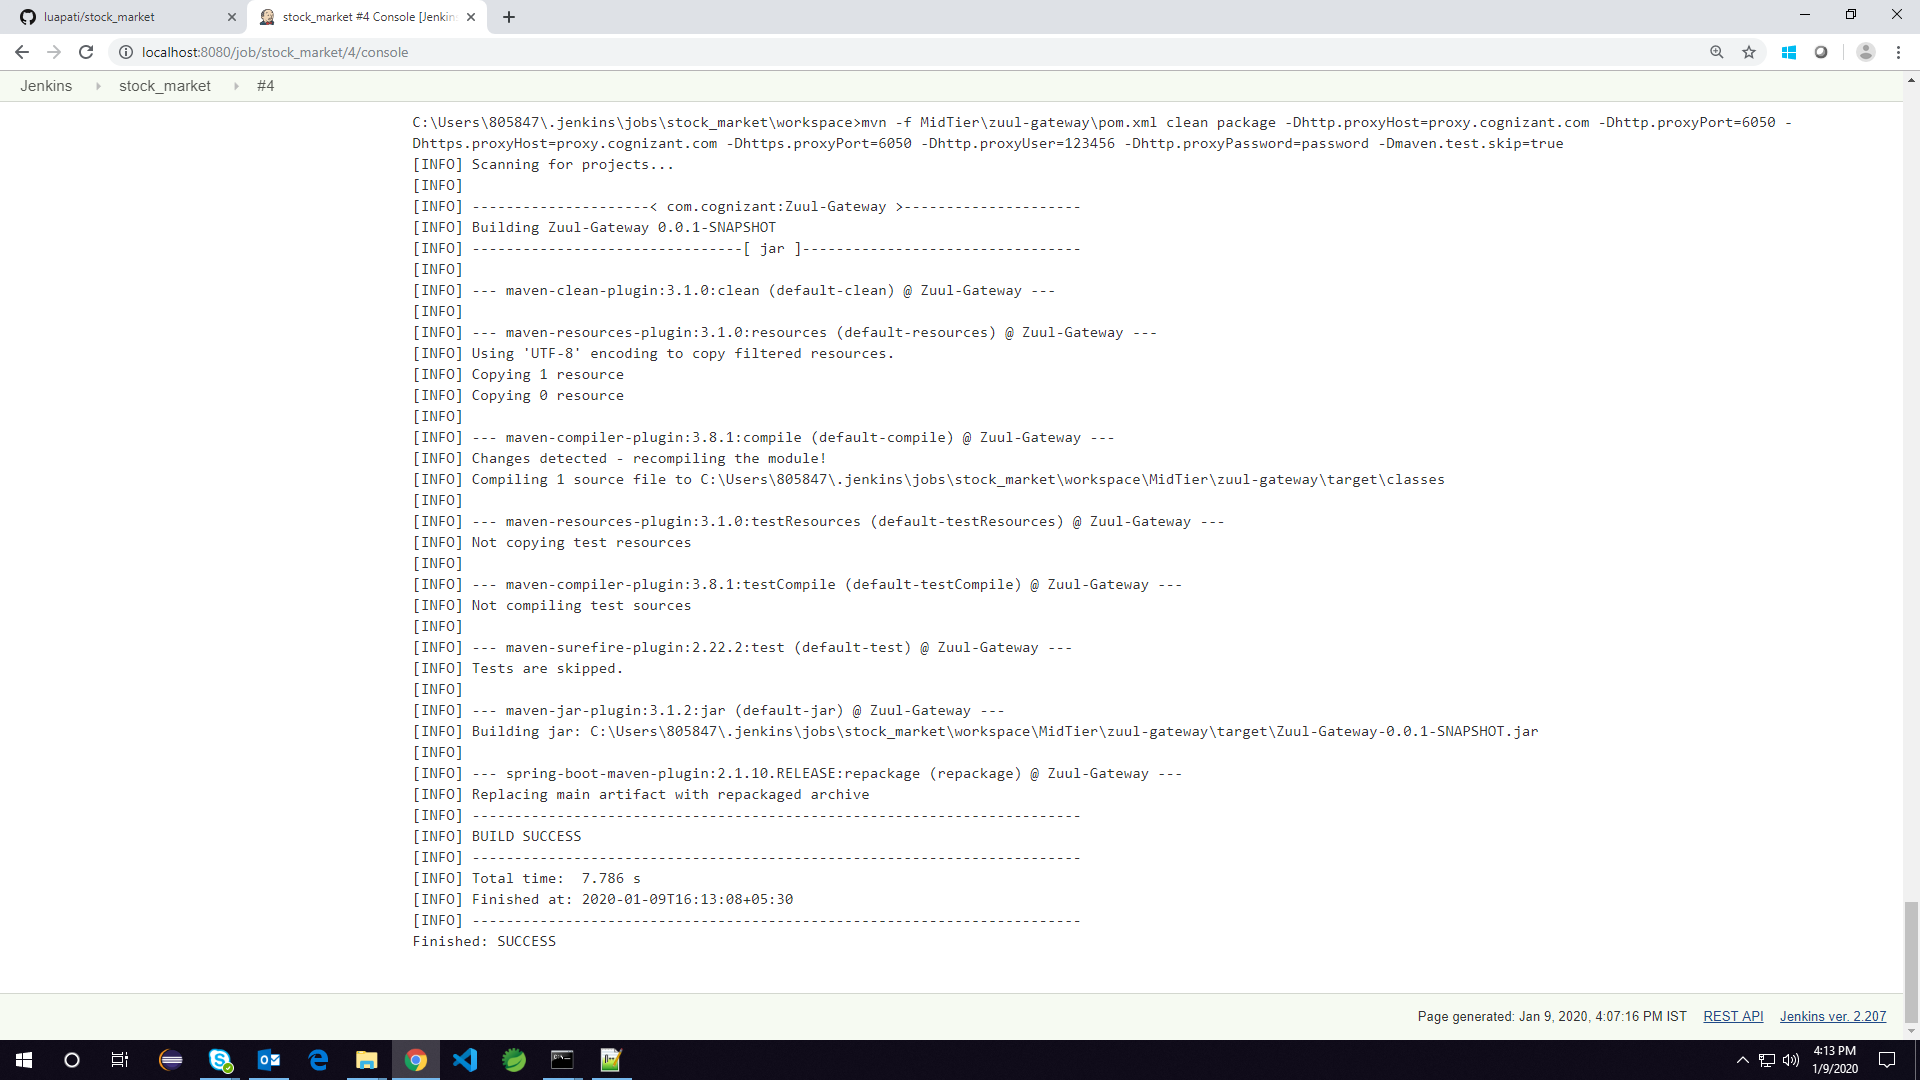 luapati/stock_market
stock_market #4 Console [Jenkins
localhost:8080/job/stock_market/4/console
Jenkins stock_market #4
C:\Users\805847\.jenkins\jobs\stock_market\workspace>mvn -f MidTier\zuul-gateway\pom.xml clean package -Dhttp.proxyHost=proxy.cognizant.com -Dhttp.proxyPort=6050 -
Dhttps.proxyHost=proxy.cognizant.com -Dhttps.proxyPort=6050 -Dhttp.proxyUser=123456 -Dhttp.proxyPassword=password -Dmaven.test.skip=true
[INFO] Scanning for projects...
[INFO]
[INFO] ---------------------< com.cognizant:Zuul-Gateway >---------------------
[INFO] Building Zuul-Gateway 0.0.1-SNAPSHOT
[INFO] --------------------------------[ jar ]---------------------------------
[INFO]
[INFO] --- maven-clean-plugin:3.1.0:clean (default-clean) @ Zuul-Gateway ---
[INFO]
[INFO] --- maven-resources-plugin:3.1.0:resources (default-resources) @ Zuul-Gateway ---
[INFO] Using 'UTF-8' encoding to copy filtered resources.
[INFO] Copying 1 resource
[INFO] Copying 0 resource
[INFO]
[INFO] --- maven-compiler-plugin:3.8.1:compile (default-compile) @ Zuul-Gateway ---
[INFO] Changes detected - recompiling the module!
[INFO] Compiling 1 source file to C:\Users\805847\.jenkins\jobs\stock_market\workspace\MidTier\zuul-gateway\target\classes
[INFO]
[INFO] --- maven-resources-plugin:3.1.0:testResources (default-testResources) @ Zuul-Gateway ---
[INFO] Not copying test resources
[INFO]
[INFO] --- maven-compiler-plugin:3.8.1:testCompile (default-testCompile) @ Zuul-Gateway ---
[INFO] Not compiling test sources
[INFO]
[INFO] --- maven-surefire-plugin:2.22.2:test (default-test) @ Zuul-Gateway ---
[INFO] Tests are skipped.
[INFO]
[INFO] --- maven-jar-plugin:3.1.2:jar (default-jar) @ Zuul-Gateway ---
[INFO] Building jar: C:\Users\805847\.jenkins\jobs\stock_market\workspace\MidTier\zuul-gateway\target\Zuul-Gateway-0.0.1-SNAPSHOT.jar
[INFO]
[INFO] --- spring-boot-maven-plugin:2.1.10.RELEASE:repackage (repackage) @ Zuul-Gateway ---
[INFO] Replacing main artifact with repackaged archive
[INFO] ------------------------------------------------------------------------
[INFO] BUILD SUCCESS
[INFO] ------------------------------------------------------------------------
[INFO] Total time:  7.786 s
[INFO] Finished at: 2020-01-09T16:13:08+05:30
[INFO] ------------------------------------------------------------------------
Finished: SUCCESS
Page generated: Jan 9, 2020, 4:07:16 PM IST REST API Jenkins ver. 2.207
4:13 PM
1/9/2020